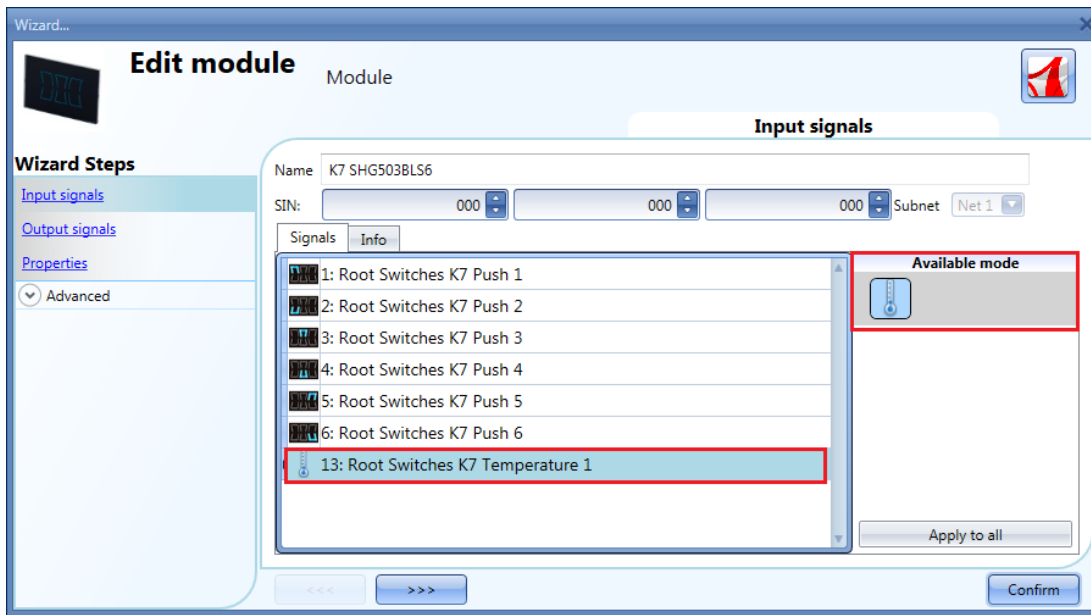 Wizard...
Edit module
Module
Input signals
Wizard Steps
Input signals
Output signals
Properties
Advanced
Name K7 SHG503BLS6
SIN: 000 000 000 Subnet Net 1
Signals Info
1: Root Switches K7 Push 1
2: Root Switches K7 Push 2
3: Root Switches K7 Push 3
4: Root Switches K7 Push 4
5: Root Switches K7 Push 5
6: Root Switches K7 Push 6
13: Root Switches K7 Temperature 1
Available mode
Apply to all
<<< >>> Confirm